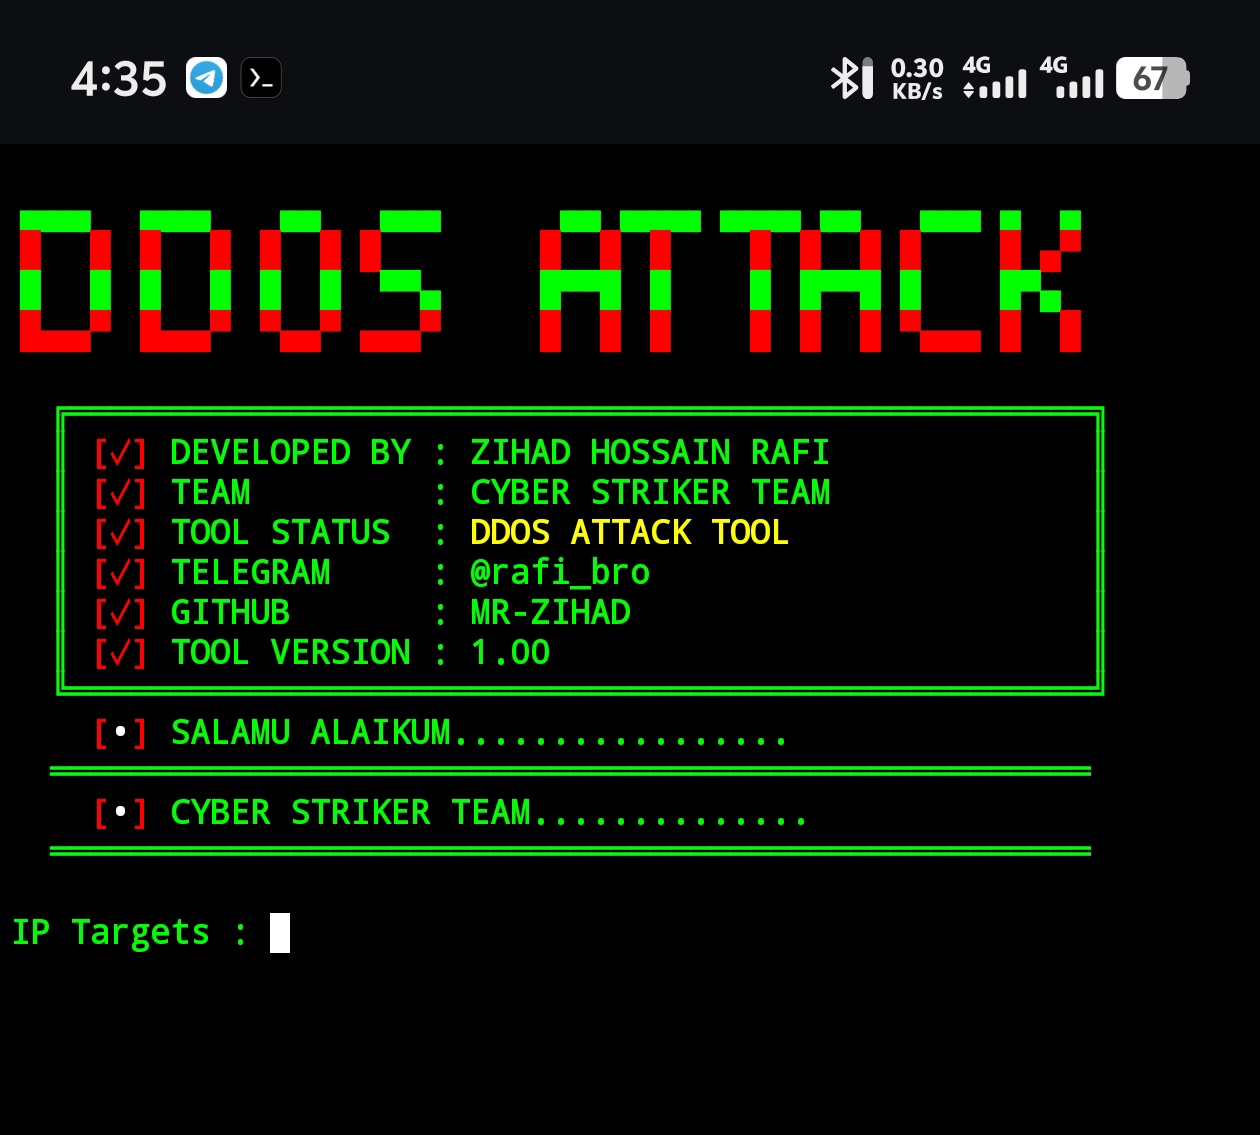 4:35
0.30 KB/s 4G 4G 67
DDOS ATTACK
[✓] DEVELOPED BY : ZIHAD HOSSAIN RAFI
[✓] TEAM : CYBER STRIKER TEAM
[✓] TOOL STATUS : DDOS ATTACK TOOL
[✓] TELEGRAM : @rafi_bro
[✓] GITHUB : MR-ZIHAD
[✓] TOOL VERSION : 1.00
[•] SALAMU ALAIKUM.................
[•] CYBER STRIKER TEAM..............
IP Targets :